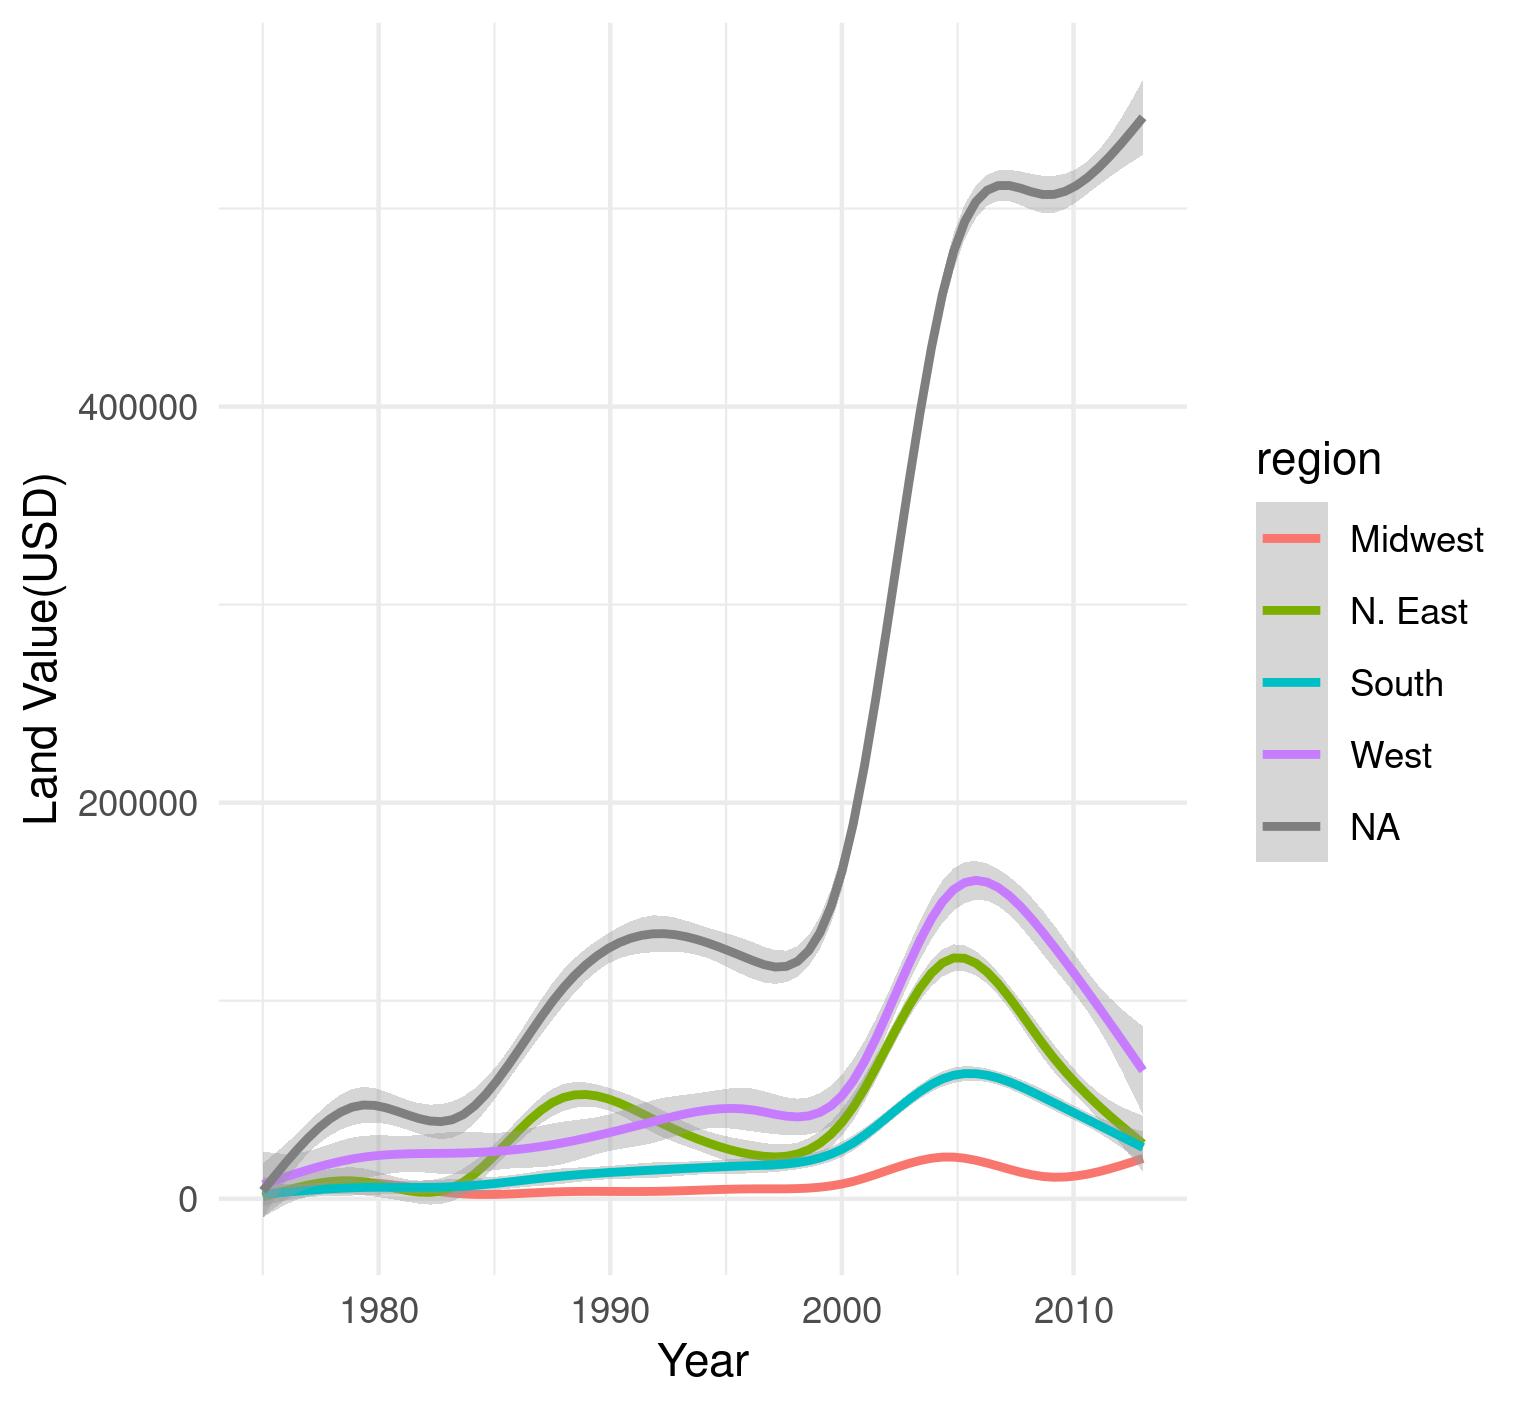 400000
200000
0
Land Value(USD)
1980 1990 2000 2010
Year
region
Midwest
N. East
South
West
NA